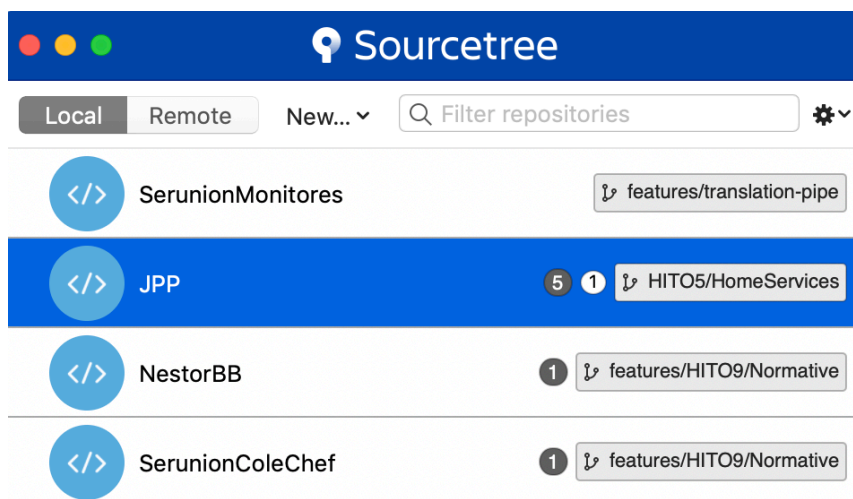 Sourcetree
Local Remote New... Filter repositories
</> SerunionMonitores features/translation-pipe
</> JPP 5 1 HITO5/HomeServices
</> NestorBB 1 features/HITO9/Normative
</> SerunionColeChef 1 features/HITO9/Normative